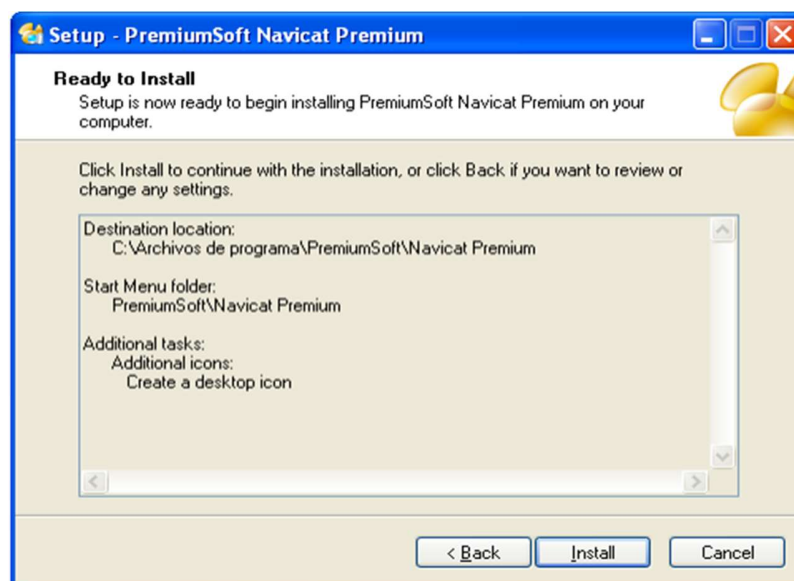 Setup - PremiumSoft Navicat Premium
Ready to Install
Setup is now ready to begin installing PremiumSoft Navicat Premium on your
computer.
Click Install to continue with the installation, or click Back if you want to review or
change any settings.
Destination location:
C:\Archivos de programa\PremiumSoft\Navicat Premium
Start Menu folder:
PremiumSoft\Navicat Premium
Additional tasks:
Additional icons:
Create a desktop icon
< Back Install Cancel